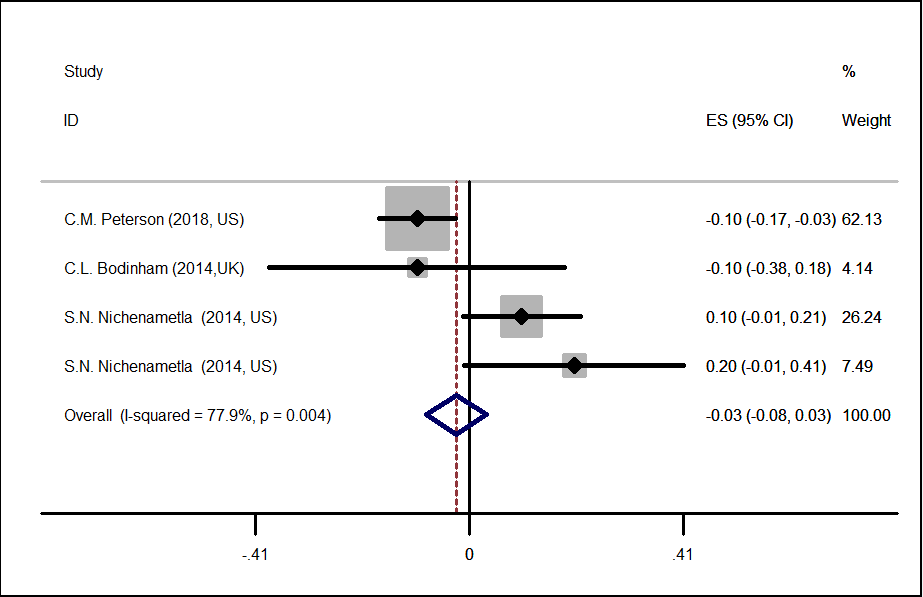 Study %
ID ES (95% CI) Weight
C.M. Peterson (2018, US) -0.10 (-0.17, -0.03) 62.13
C.L. Bodinham (2014,UK) -0.10 (-0.38, 0.18) 4.14
S.N. Nichenametla (2014, US) 0.10 (-0.01, 0.21) 26.24
S.N. Nichenametla (2014, US) 0.20 (-0.01, 0.41) 7.49
Overall (I-squared = 77.9%, p = 0.004) -0.03 (-0.08, 0.03) 100.00
-.41 0 .41